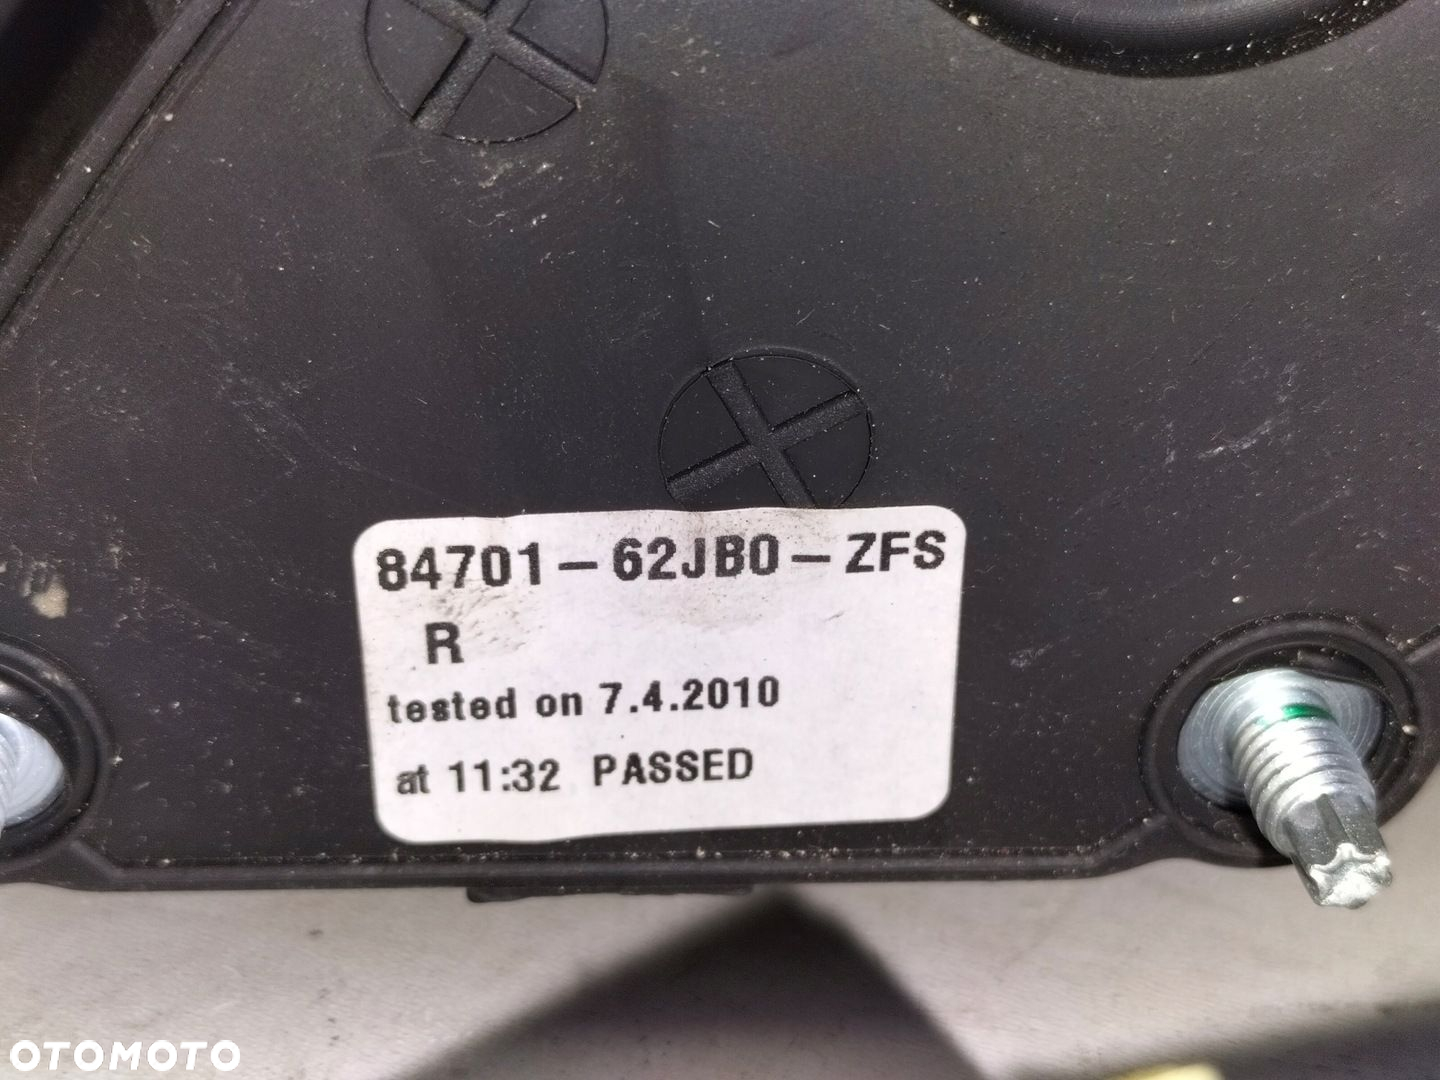 84701-62JB0-ZFS
R
tested on 7.4.2010
at 11:32 PASSED
OTOMOTO